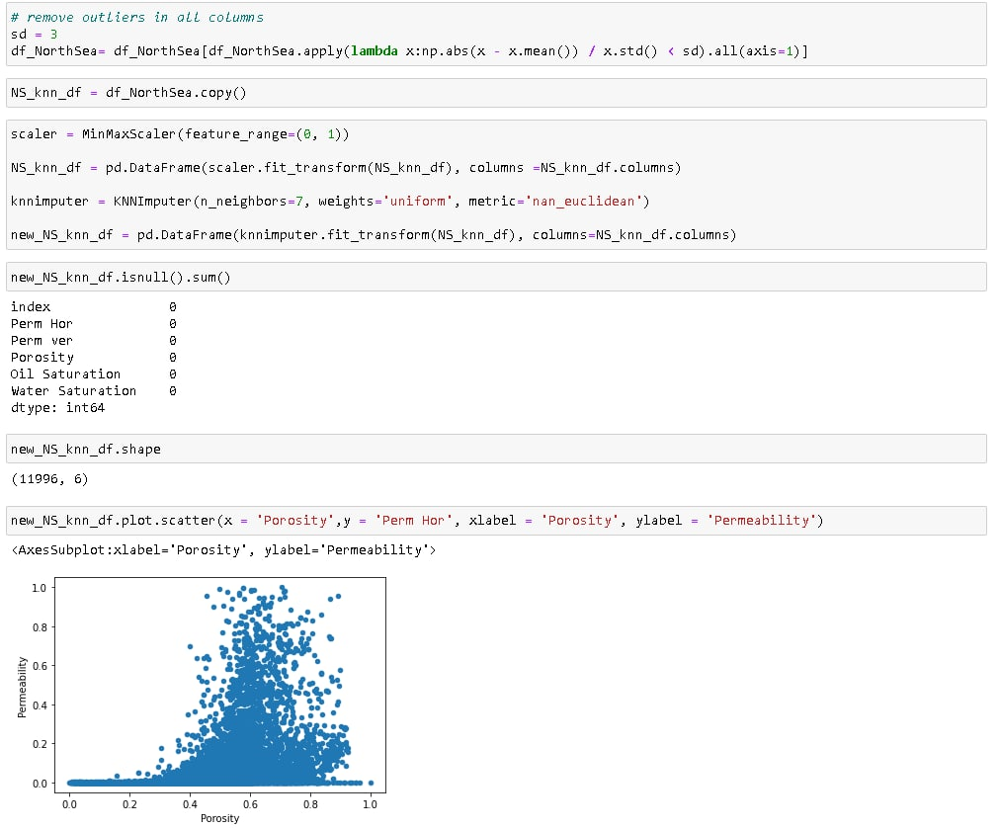 # remove outliers in all columns
sd = 3
df_NorthSea= df_NorthSea[df_NorthSea.apply(lambda x:np.abs(x - x.mean()) / x.std() < sd).all(axis=1)]
NS_knn_df = df_NorthSea.copy()
scaler = MinMaxScaler(feature_range=(0, 1))
NS_knn_df = pd.DataFrame(scaler.fit_transform(NS_knn_df), columns =NS_knn_df.columns)
knnimputer = KNNImputer(n_neighbors=7, weights='uniform', metric='nan_euclidean')
new_NS_knn_df = pd.DataFrame(knnimputer.fit_transform(NS_knn_df), columns=NS_knn_df.columns)
new_NS_knn_df.isnull().sum()
index 0
Perm Hor 0
Perm ver 0
Porosity 0
Oil Saturation 0
Water Saturation 0
dtype: int64
new_NS_knn_df.shape
(11996, 6)
new_NS_knn_df.plot.scatter(x = 'Porosity',y = 'Perm Hor', xlabel = 'Porosity', ylabel = 'Permeability')
<AxesSubplot:xlabel='Porosity', ylabel='Permeability'>
1.0
0.8
0.6
0.4
0.2
0.0
Permeability
0.0 0.2 0.4 0.6 0.8 1.0
Porosity